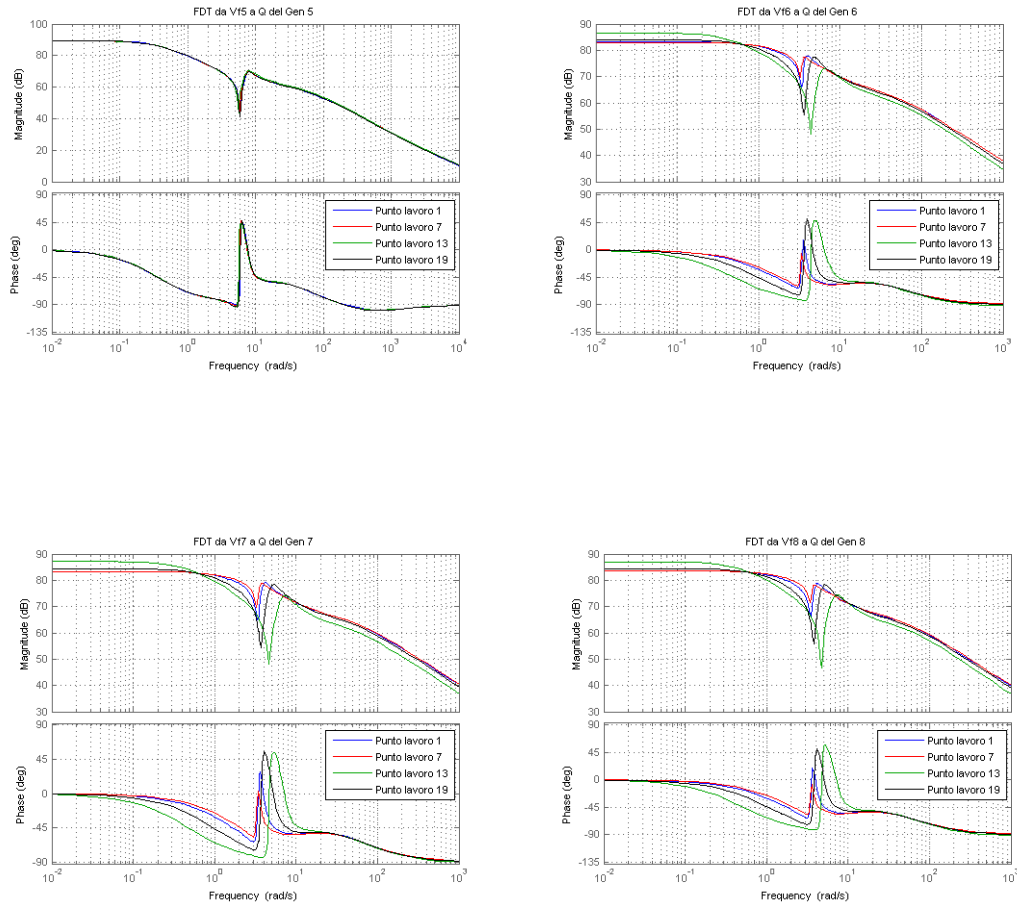 FDT da Vf5 a Q del Gen 5
100
80
60
40
20
0
Magnitude (dB)
90
45
0
-45
-90
-135
Phase (deg)
Punto lavoro 1
Punto lavoro 7
Punto lavoro 13
Punto lavoro 19
10^-2
10^-1
10^0
10^1
10^2
10^3
10^4
Frequency (rad/s)
FDT da Vf6 a Q del Gen 6
90
80
70
60
50
40
30
Magnitude (dB)
90
45
0
-45
-90
-135
Phase (deg)
Punto lavoro 1
Punto lavoro 7
Punto lavoro 13
Punto lavoro 19
10^-2
10^-1
10^0
10^1
10^2
10^3
Frequency (rad/s)
FDT da Vf7 a Q del Gen 7
90
80
70
60
50
40
30
Magnitude (dB)
90
45
0
-45
-90
Phase (deg)
Punto lavoro 1
Punto lavoro 7
Punto lavoro 13
Punto lavoro 19
10^-2
10^-1
10^0
10^1
10^2
10^3
Frequency (rad/s)
FDT da Vf8 a Q del Gen 8
90
80
70
60
50
40
30
Magnitude (dB)
90
45
0
-45
-90
-135
Phase (deg)
Punto lavoro 1
Punto lavoro 7
Punto lavoro 13
Punto lavoro 19
10^-2
10^-1
10^0
10^1
10^2
10^3
Frequency (rad/s)